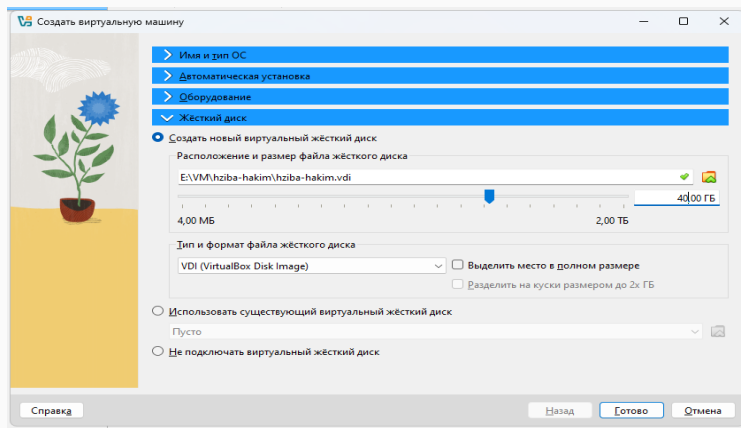 Создать виртуальную машину
Имя и тип ОС
Автоматическая установка
Оборудование
Жёсткий диск
Создать новый виртуальный жёсткий диск
Расположение и размер файла жёсткого диска
E:\VM\hziba-hakim\hziba-hakim.vdi
40,00 ГБ
4,00 МБ 2,00 ТБ
Тип и формат файла жёсткого диска
VDI (VirtualBox Disk Image) Выделить место в полном размере
Разделить на куски размером до 2х ГБ
Использовать существующий виртуальный жёсткий диск
Пусто
Не подключать виртуальный жёсткий диск
Справка Назад Готово Отмена